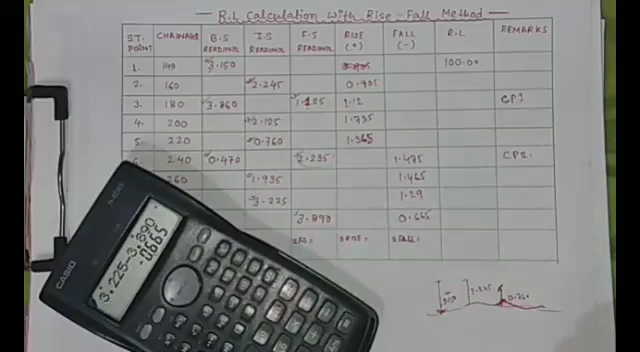 R.L Calculation with Rise - Fall Method
ST. POINT CHAINAGE B.S READING I.S READING F.S READING RISE (+) FALL (-) R.L REMARKS
1. 140 3.150 100.00
2. 160 2.245 0.905
3. 180 3.860 1.125 1.12 CP1
4. 200 2.125 1.735
5. 220 0.760 1.365
240 0.470 2.235 1.475 CP2.
260 1.935 1.465
3.225 1.29
3.890 0.665
ΣFS= ΣRISE= ΣFALL=
CASIO
3.225-3.890
-0.665
2.245 0.760